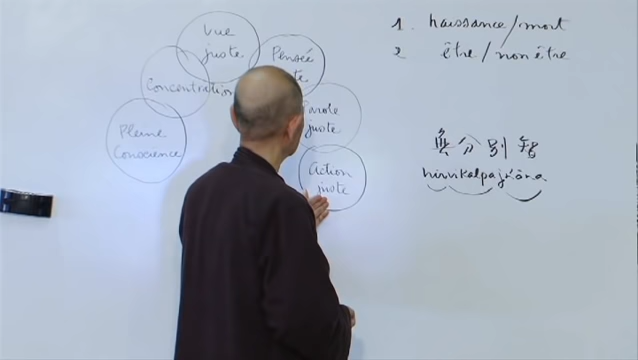 Vue
juste
Pensée
te
Concentration
Parole
juste
Pleine
Conscience
Action
juste
1. naissance/mort
2 être/non être
無分別智
nirvikalpajñāna